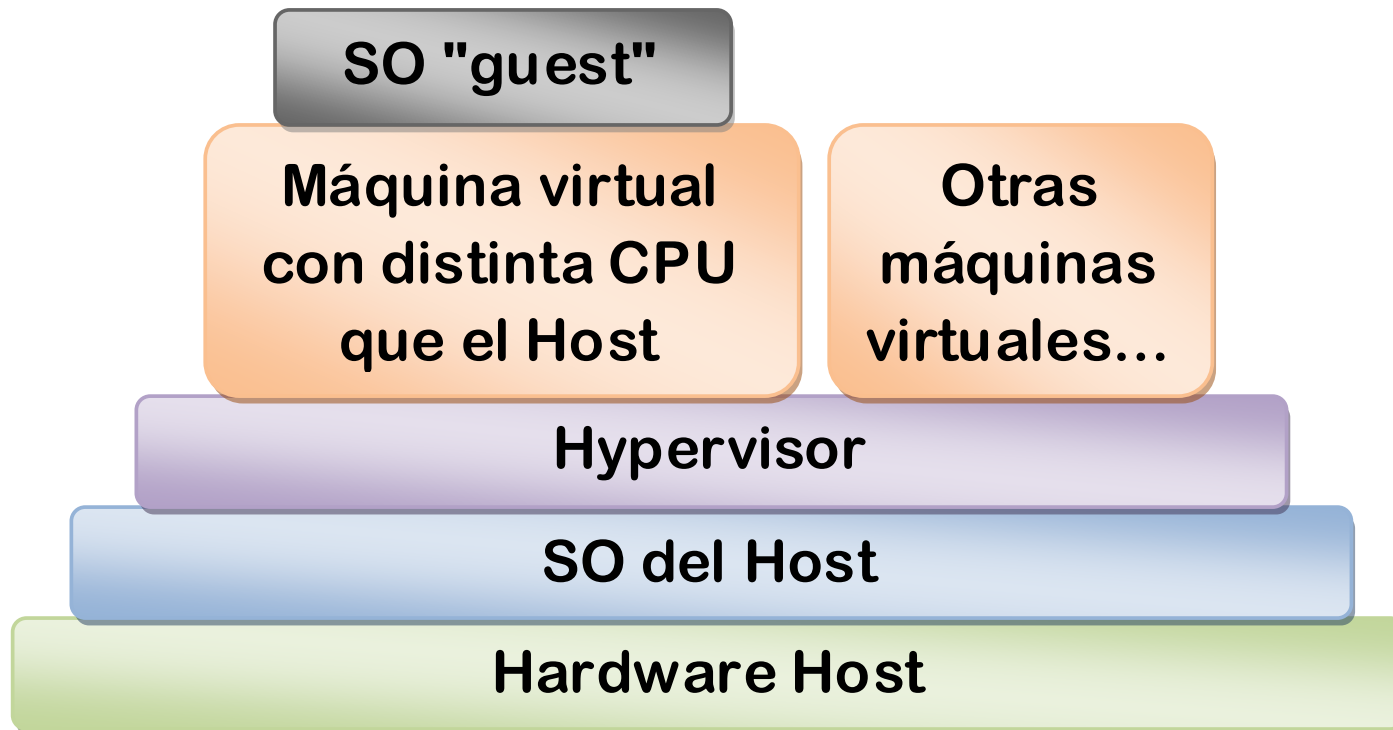 SO "guest"
Máquina virtual
con distinta CPU
que el Host
Otras
máquinas
virtuales...
Hypervisor
SO del Host
Hardware Host